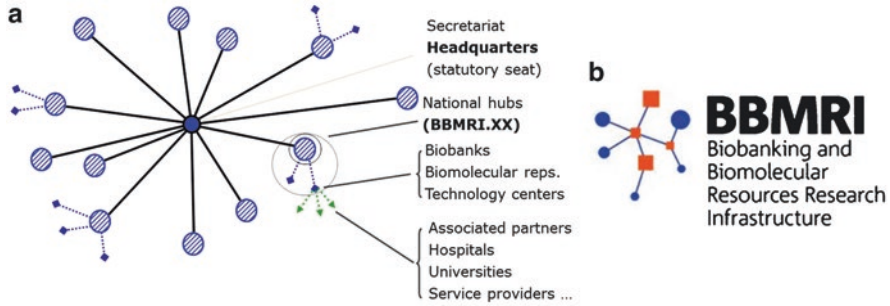 a
Secretariat
Headquarters
(statutory seat)
National hubs
(BBMRI.XX)
Biobanks
Biomolecular reps.
Technology centers
Associated partners
Hospitals
Universities
Service providers ...
b
BBMRI
Biobanking and
Biomolecular
Resources Research
Infrastructure